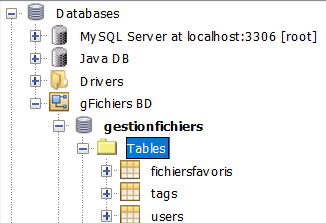 Databases
MySQL Server at localhost:3306 [root]
Java DB
Drivers
gFichiers BD
gestionfichiers
Tables
fichiersfavoris
tags
users